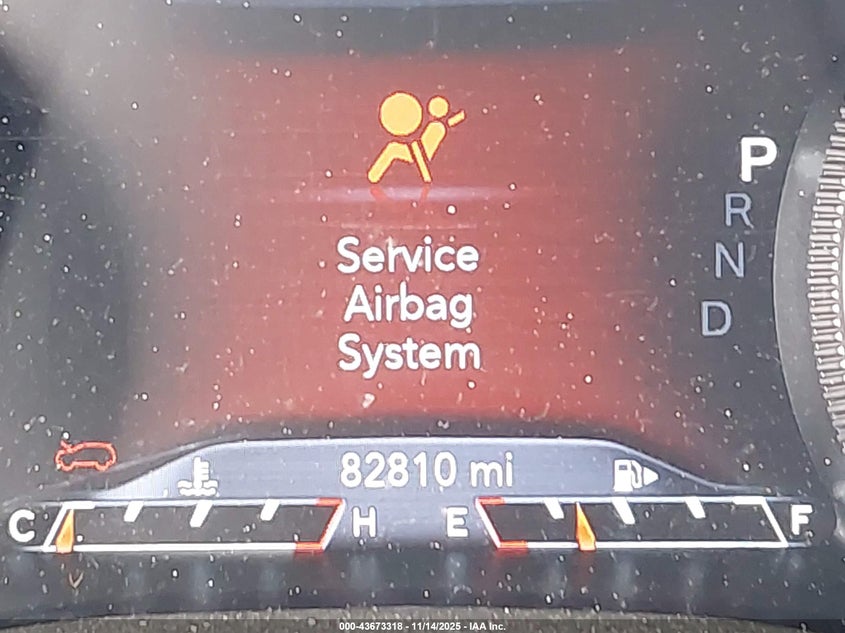 Service
Airbag
System
P
R
N
D
82810 mi
C H E F
000-43673318 - 11/14/2025 - IAA Inc.